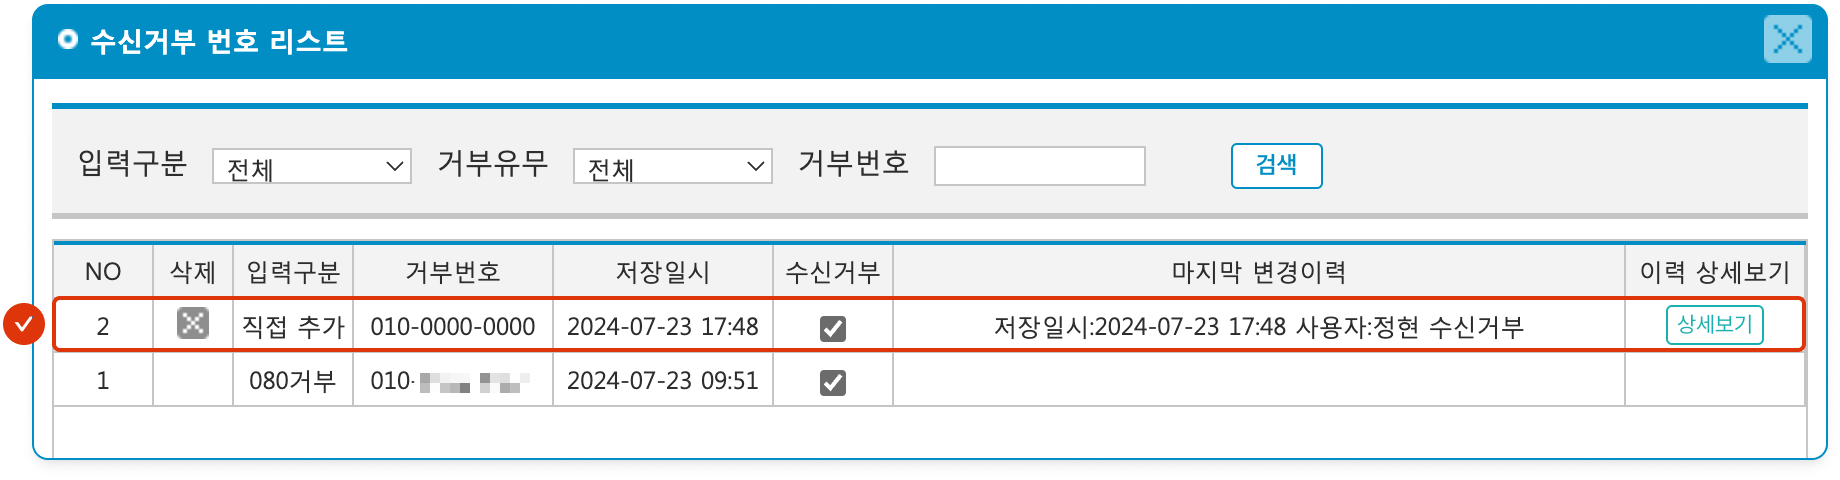 수신거부 번호 리스트
입력구분 전체 거부유무 전체 거부번호 검색
NO 삭제 입력구분 거부번호 저장일시 수신거부 마지막 변경이력 이력 상세보기
2 직접 추가 010-0000-0000 2024-07-23 17:48 저장일시:2024-07-23 17:48 사용자:정현 수신거부 상세보기
1 080거부 010- 2024-07-23 09:51